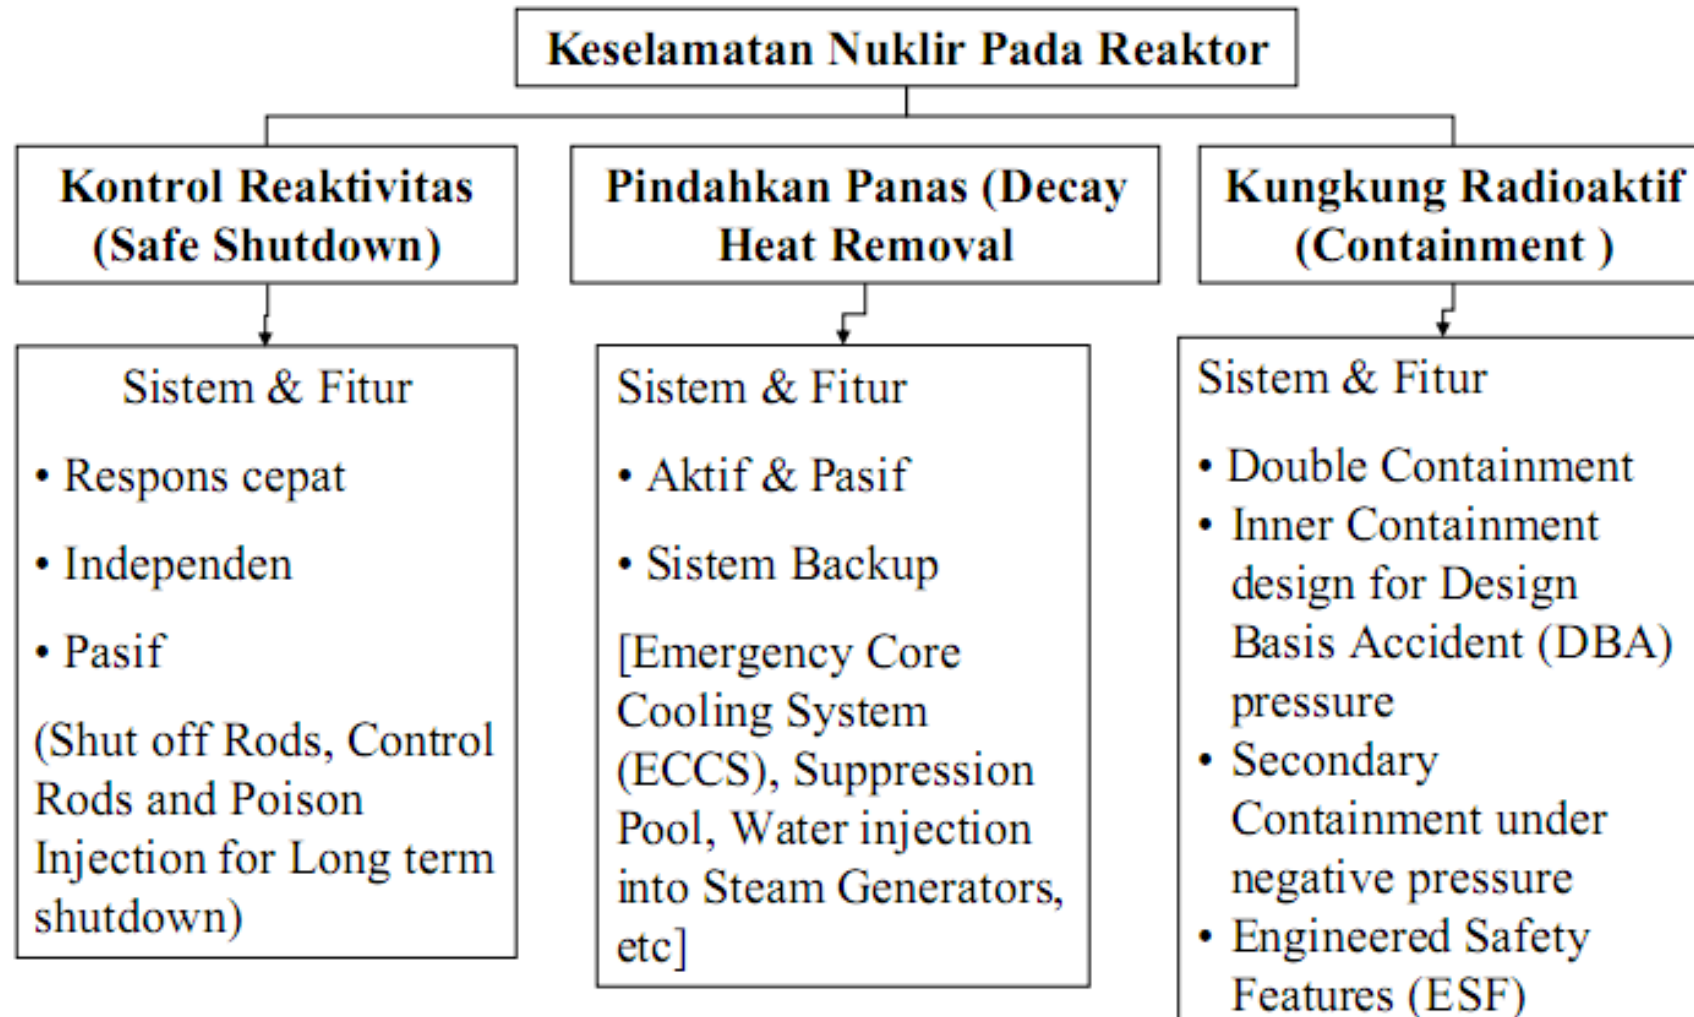 Keselamatan Nuklir Pada Reaktor
Kontrol Reaktivitas
(Safe Shutdown)
Pindahkan Panas (Decay
Heat Removal
Kungkung Radioaktif
(Containment )
Sistem & Fitur
• Respons cepat
• Independen
• Pasif
(Shut off Rods, Control
Rods and Poison
Injection for Long term
shutdown)
Sistem & Fitur
• Aktif & Pasif
• Sistem Backup
[Emergency Core
Cooling System
(ECCS), Suppression
Pool, Water injection
into Steam Generators,
etc]
Sistem & Fitur
• Double Containment
• Inner Containment
design for Design
Basis Accident (DBA)
pressure
• Secondary
Containment under
negative pressure
• Engineered Safety
Features (ESF)